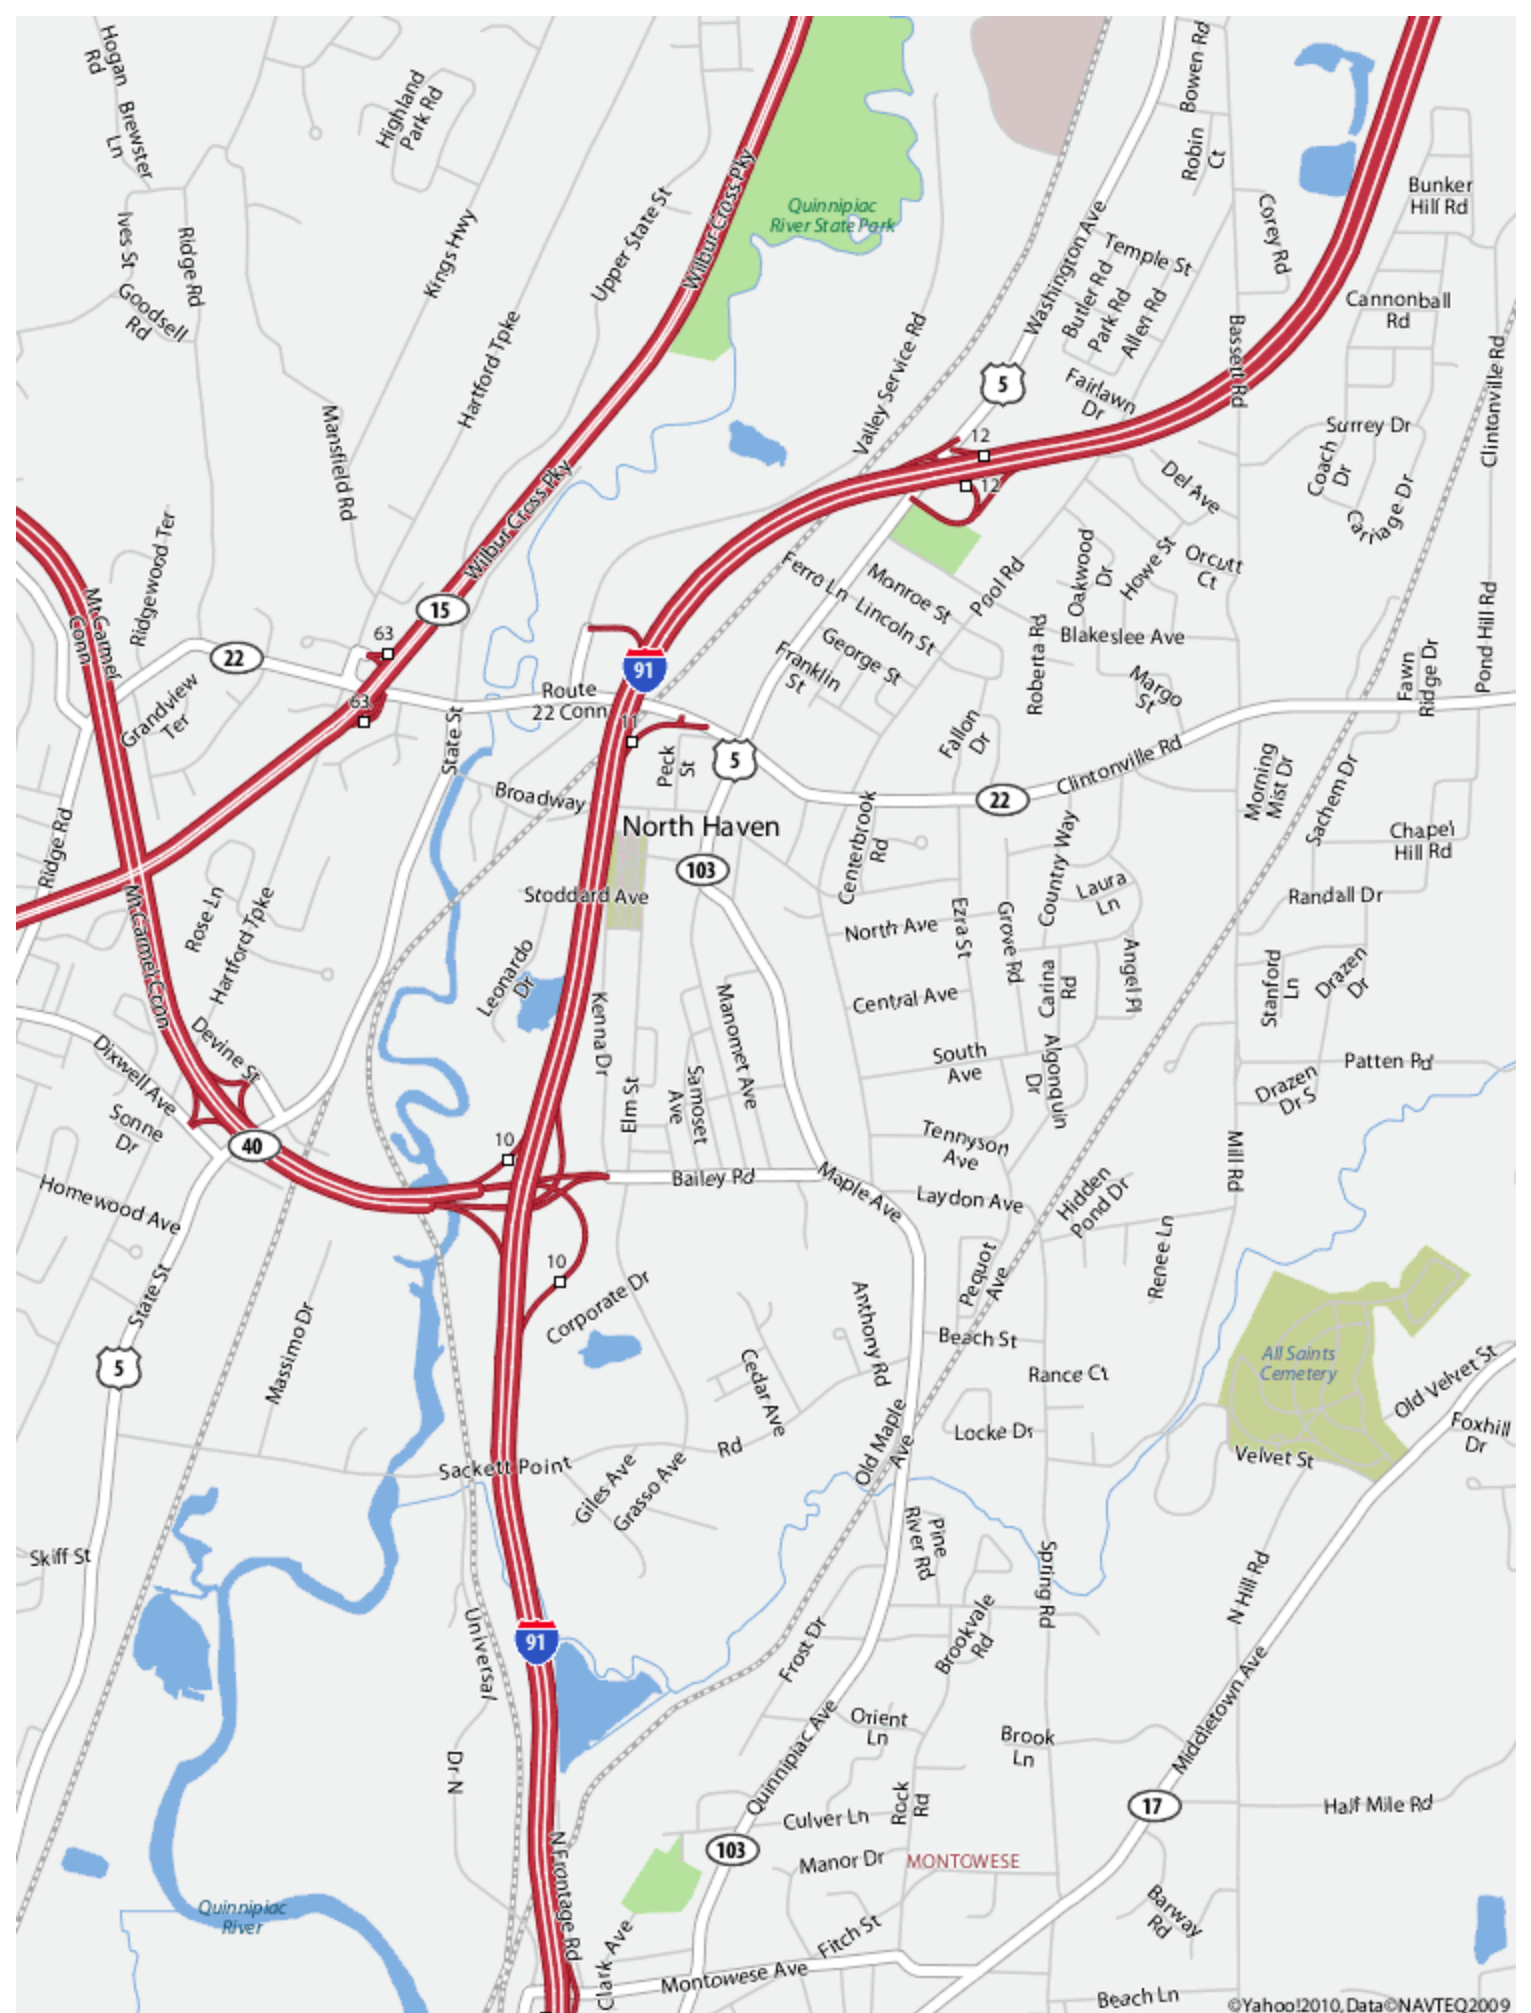 Hogan
Rd
Brewster
Ln
Highland
Park Rd
Bowen Rd
Robin
Ct
Bunker
Hill Rd
Ives St
Ridge Rd
Goodsell
Rd
Kings Hwy
Upper State St
Wilbur Cross Pky
Quinnipiac
River State Park
Washington Ave
Temple St
Butler Rd
Park Rd
Allen Rd
Corey Rd
Cannonball
Rd
Hartford Tpke
Valley Service Rd
5
Fairlawn
Dr
Bassett Rd
Clintonville Rd
Mansfield Rd
12
12
Surrey Dr
Coach
Dr
Carriage Dr
Del Ave
Wilbur Cross Pky
Ridgewood Ter
Mt Carmel
Conn
15
63
63
22
Ferro Ln
Monroe St
Lincoln St
George St
Franklin
St
Pool Rd
Oakwood
Dr
Howe St
Orcutt
Ct
Blakeslee Ave
Roberta Rd
Margo
St
Fawn
Ridge Dr
Pond Hill Rd
91
Route
22 Conn
11
Grandview
Ter
State St
Peck
St
5
Fallon
Dr
Clintonville Rd
22
Morning
Mist Dr
Sachem Dr
Broadway
North Haven
103
Centerbrook
Rd
Country Way
Chapel
Hill Rd
Ridge Rd
Rose Ln
Hartford Tpke
Mt Carmel Conn
Stoddard Ave
Laura
Ln
Randall Dr
North Ave
Ezra St
Grove Rd
Carina
Rd
Angel Pl
Stanford
Ln
Drazen
Dr
Leonardo
Dr
Kenna Dr
Manomet Ave
Central Ave
Devine St
Dixwell Ave
Sonne
Dr
South
Ave
Algonquin
Dr
Patten Rd
Drazen
Dr S
Elm St
Samoset
Ave
40
10
Tennyson
Ave
Mill Rd
Bailey Rd
Maple Ave
Laydon Ave
Hidden
Pond Dr
Homewood Ave
State St
10
Corporate Dr
Pequot
Ave
Renee Ln
Massimo Dr
Anthony Rd
Beach St
5
Cedar Ave
Rance Ct
All Saints
Cemetery
Old Velvet St
Foxhill
Dr
Sackett Point
Rd
Giles Ave
Grasso Ave
Old Maple
Ave
Locke Dr
Velvet St
Skiff St
Pine
River Rd
Spring Rd
N Hill Rd
Universal
Dr N
91
Frost Dr
Brookvale
Rd
Middletown Ave
Orient
Ln
Brook
Ln
Quinnipiac Ave
Rock
Rd
17
Half Mile Rd
Culver Ln
103
Manor Dr
MONTOWESE
N Frontage Rd
Quinnipiac
River
Clark Ave
Fitch St
Barway
Rd
Montowese Ave
Beach Ln
©Yahoo!2010, Data©NAVTEQ2009